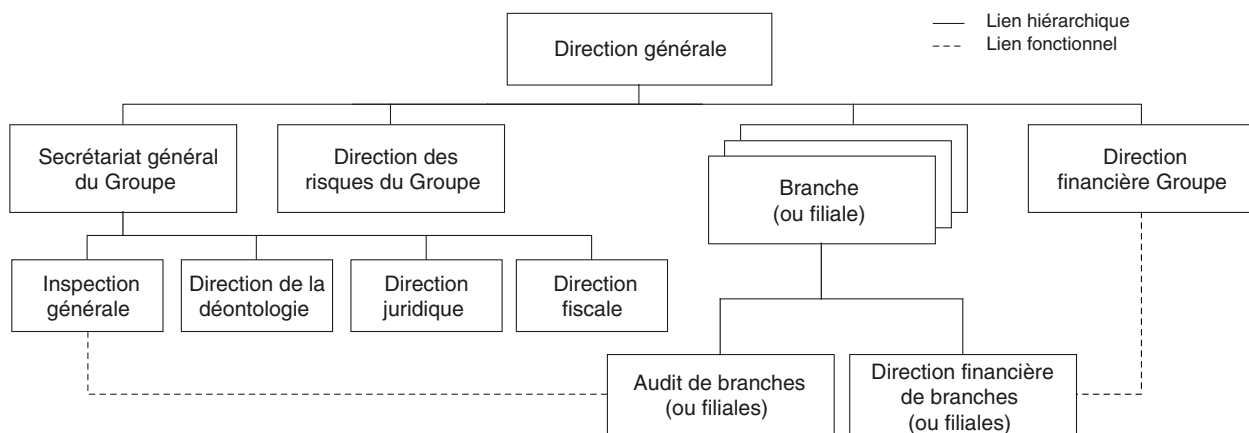 Direction générale
Lien hiérarchique
Lien fonctionnel
Secrétariat général
du Groupe
Direction des
risques du Groupe
Branche
(ou filiale)
Direction
financière Groupe
Inspection
générale
Direction de la
déontologie
Direction
juridique
Direction
fiscale
Audit de branches
(ou filiales)
Direction financière
de branches
(ou filiales)